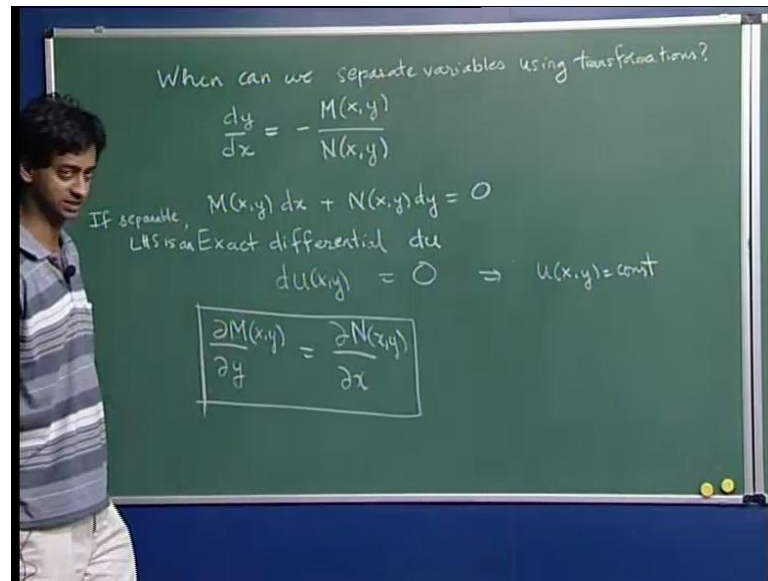 When can we separate variables using transformations?
dy/dx = - M(x,y)/N(x,y)
If separable, M(x,y) dx + N(x,y) dy = 0
LHS is an Exact differential du
du(x,y) = 0 ⇒ u(x,y) = const
∂M(x,y)/∂y = ∂N(x,y)/∂x